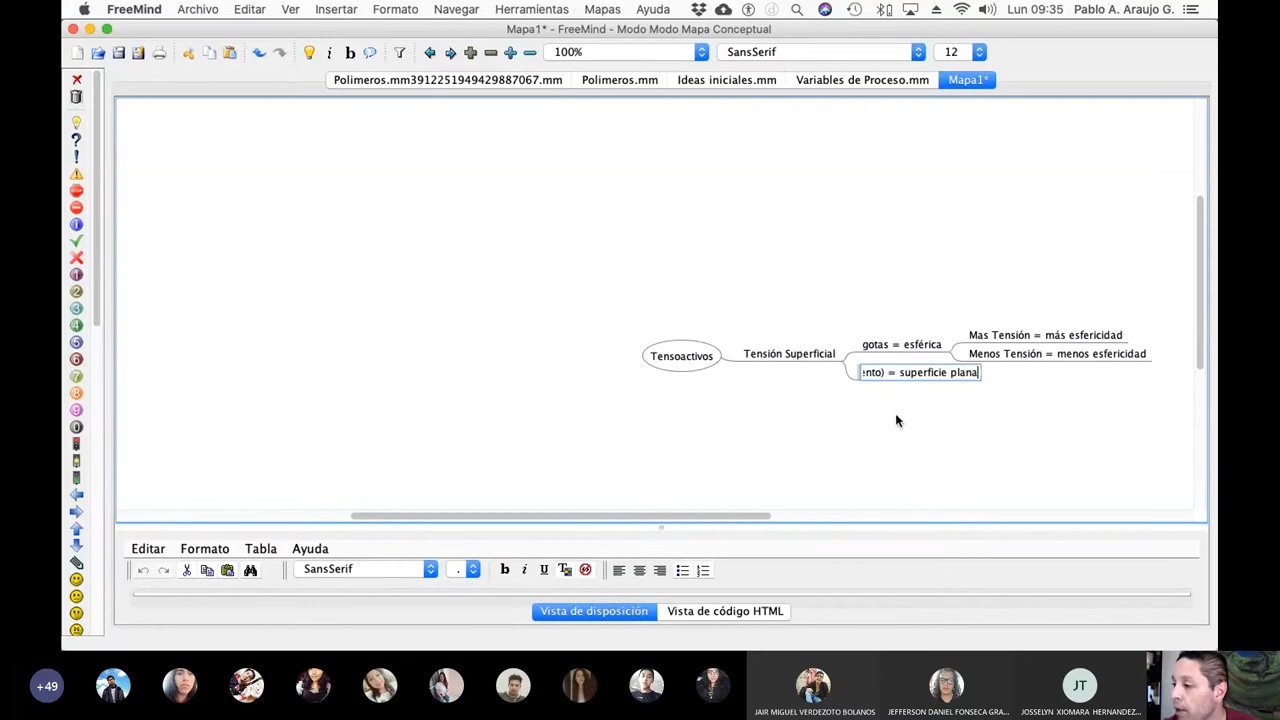 FreeMind Archivo Editar Ver Insertar Formato Navegar Herramientas Mapas Ayuda Lun 09:35 Pablo A. Araujo G.
Mapa1* - FreeMind - Modo Modo Mapa Conceptual
100% SansSerif 12
Polimeros.mm3912251949429887067.mm Polimeros.mm Ideas iniciales.mm Variables de Proceso.mm Mapa1*
Mas Tensión = más esfericidad
gotas = esférica
Tensoactivos Tensión Superficial Menos Tensión = menos esfericidad
ento) = superficie plana
Editar Formato Tabla Ayuda
SansSerif . b i U
Vista de disposición Vista de código HTML
+49 JT
JAIR MIGUEL VERDEZOTO BOLANOS JEFFERSON DANIEL FONSECA GRA... JOSSELYN XIOMARA HERNANDEZ...